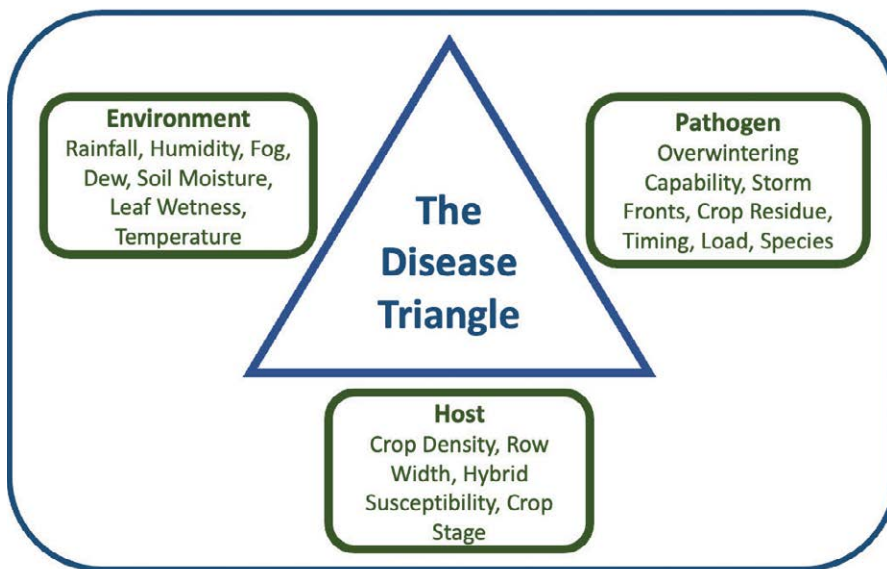 Environment
Rainfall, Humidity, Fog,
Dew, Soil Moisture,
Leaf Wetness,
Temperature
The
Disease
Triangle
Pathogen
Overwintering
Capability, Storm
Fronts, Crop Residue,
Timing, Load, Species
Host
Crop Density, Row
Width, Hybrid
Susceptibility, Crop
Stage